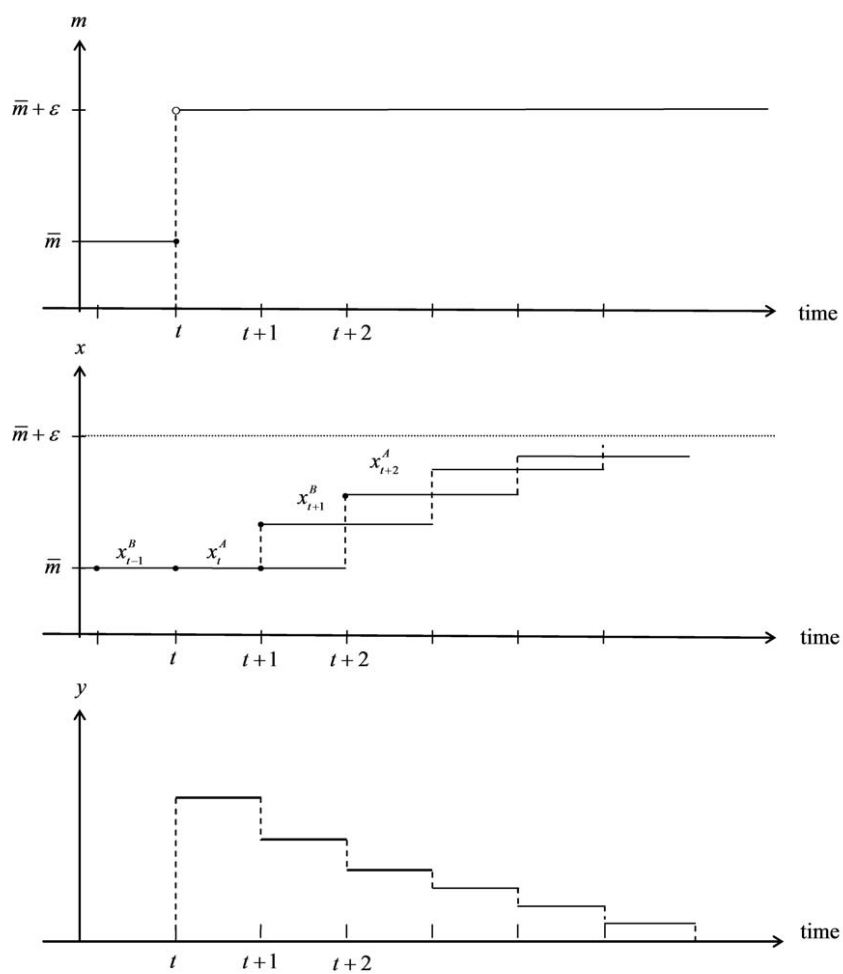 m
m̅ + ε
m̅
time
t t+1 t+2
x
m̅ + ε
x^A_{t+2}
x^B_{t+1}
x^B_{t−1} x^A_t
m̅
time
t t+1 t+2
y
time
t t+1 t+2